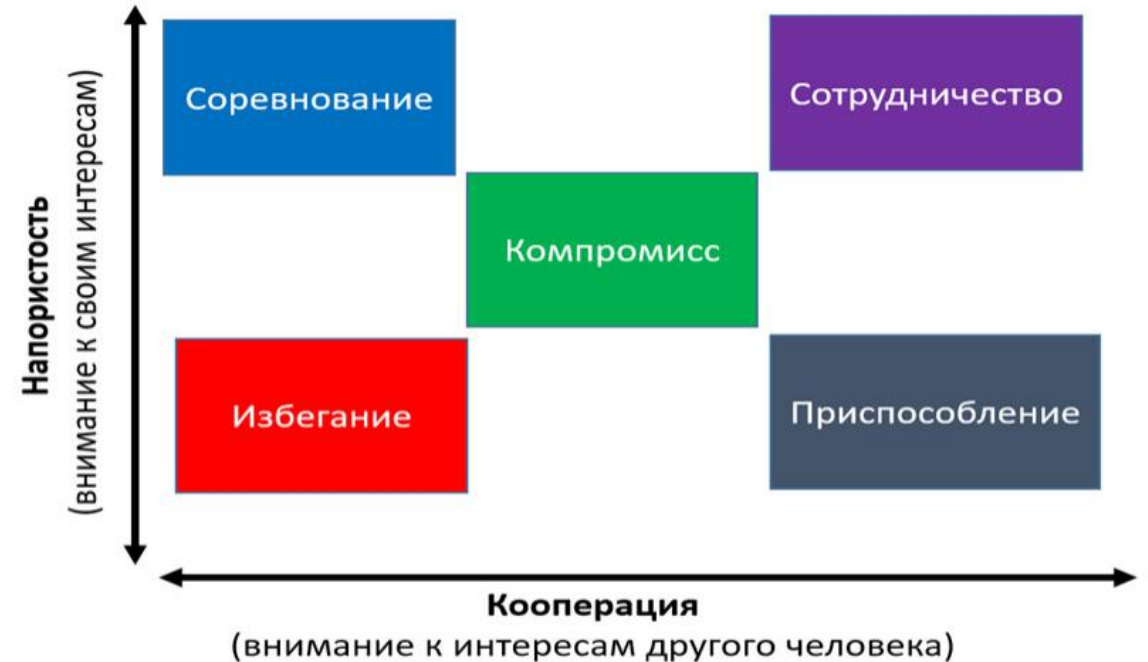 Напористость
(внимание к своим интересам)
Соревнование
Сотрудничество
Компромисс
Избегание
Приспособление
Кооперация
(внимание к интересам другого человека)